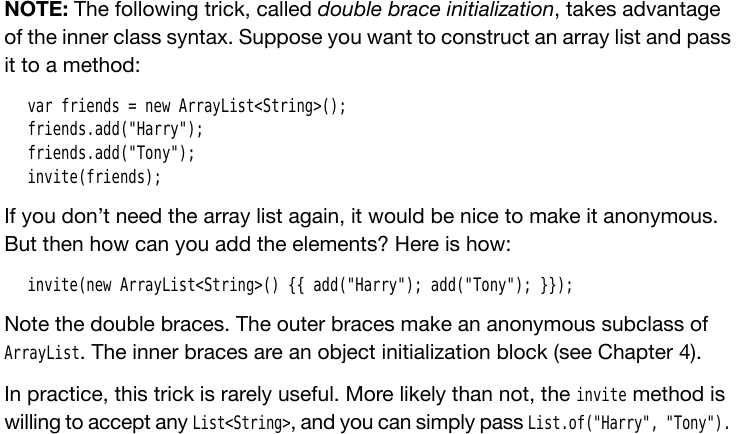 NOTE: The following trick, called double brace initialization, takes advantage
of the inner class syntax. Suppose you want to construct an array list and pass
it to a method:
var friends = new ArrayList<String>();
friends.add("Harry");
friends.add("Tony");
invite(friends);
If you don’t need the array list again, it would be nice to make it anonymous.
But then how can you add the elements? Here is how:
invite(new ArrayList<String>() {{ add("Harry"); add("Tony"); }});
Note the double braces. The outer braces make an anonymous subclass of
ArrayList. The inner braces are an object initialization block (see Chapter 4).
In practice, this trick is rarely useful. More likely than not, the invite method is
willing to accept any List<String>, and you can simply pass List.of("Harry", "Tony").